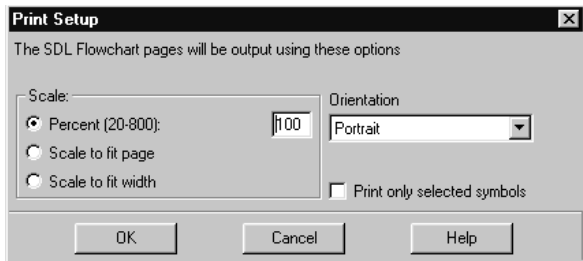 Print Setup
The SDL Flowchart pages will be output using these options
Scale:
Percent (20-800): 100
Scale to fit page
Scale to fit width
Orientation
Portrait
Print only selected symbols
OK Cancel Help